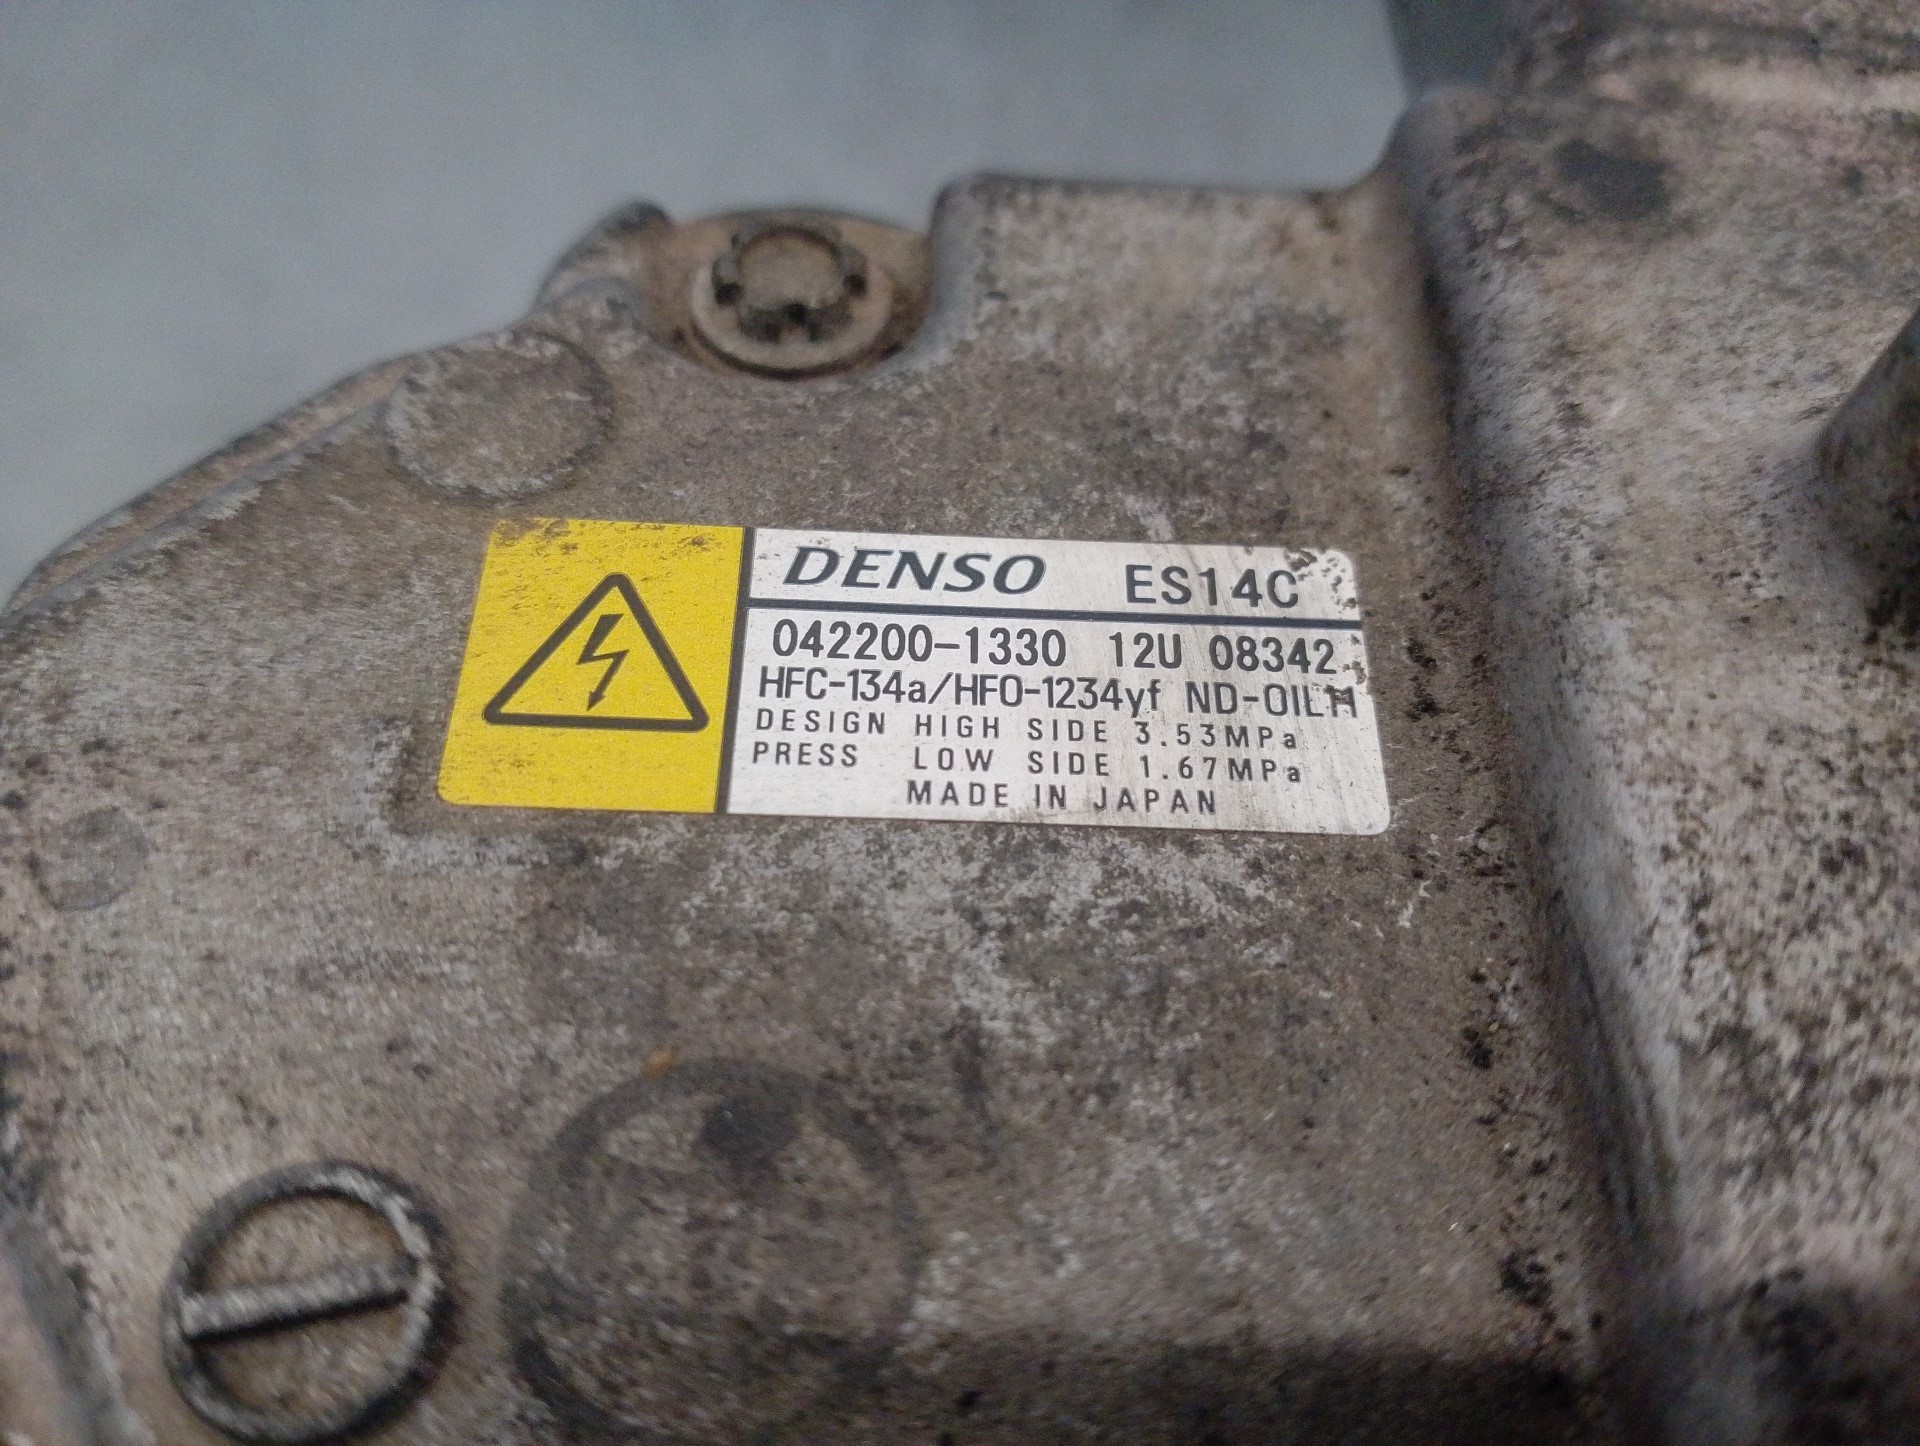 DENSO ES14C
042200-1330 12U 08342
HFC-134a/HFO-1234yf ND-OIL11
DESIGN HIGH SIDE 3.53MPa
PRESS LOW SIDE 1.67MPa
MADE IN JAPAN